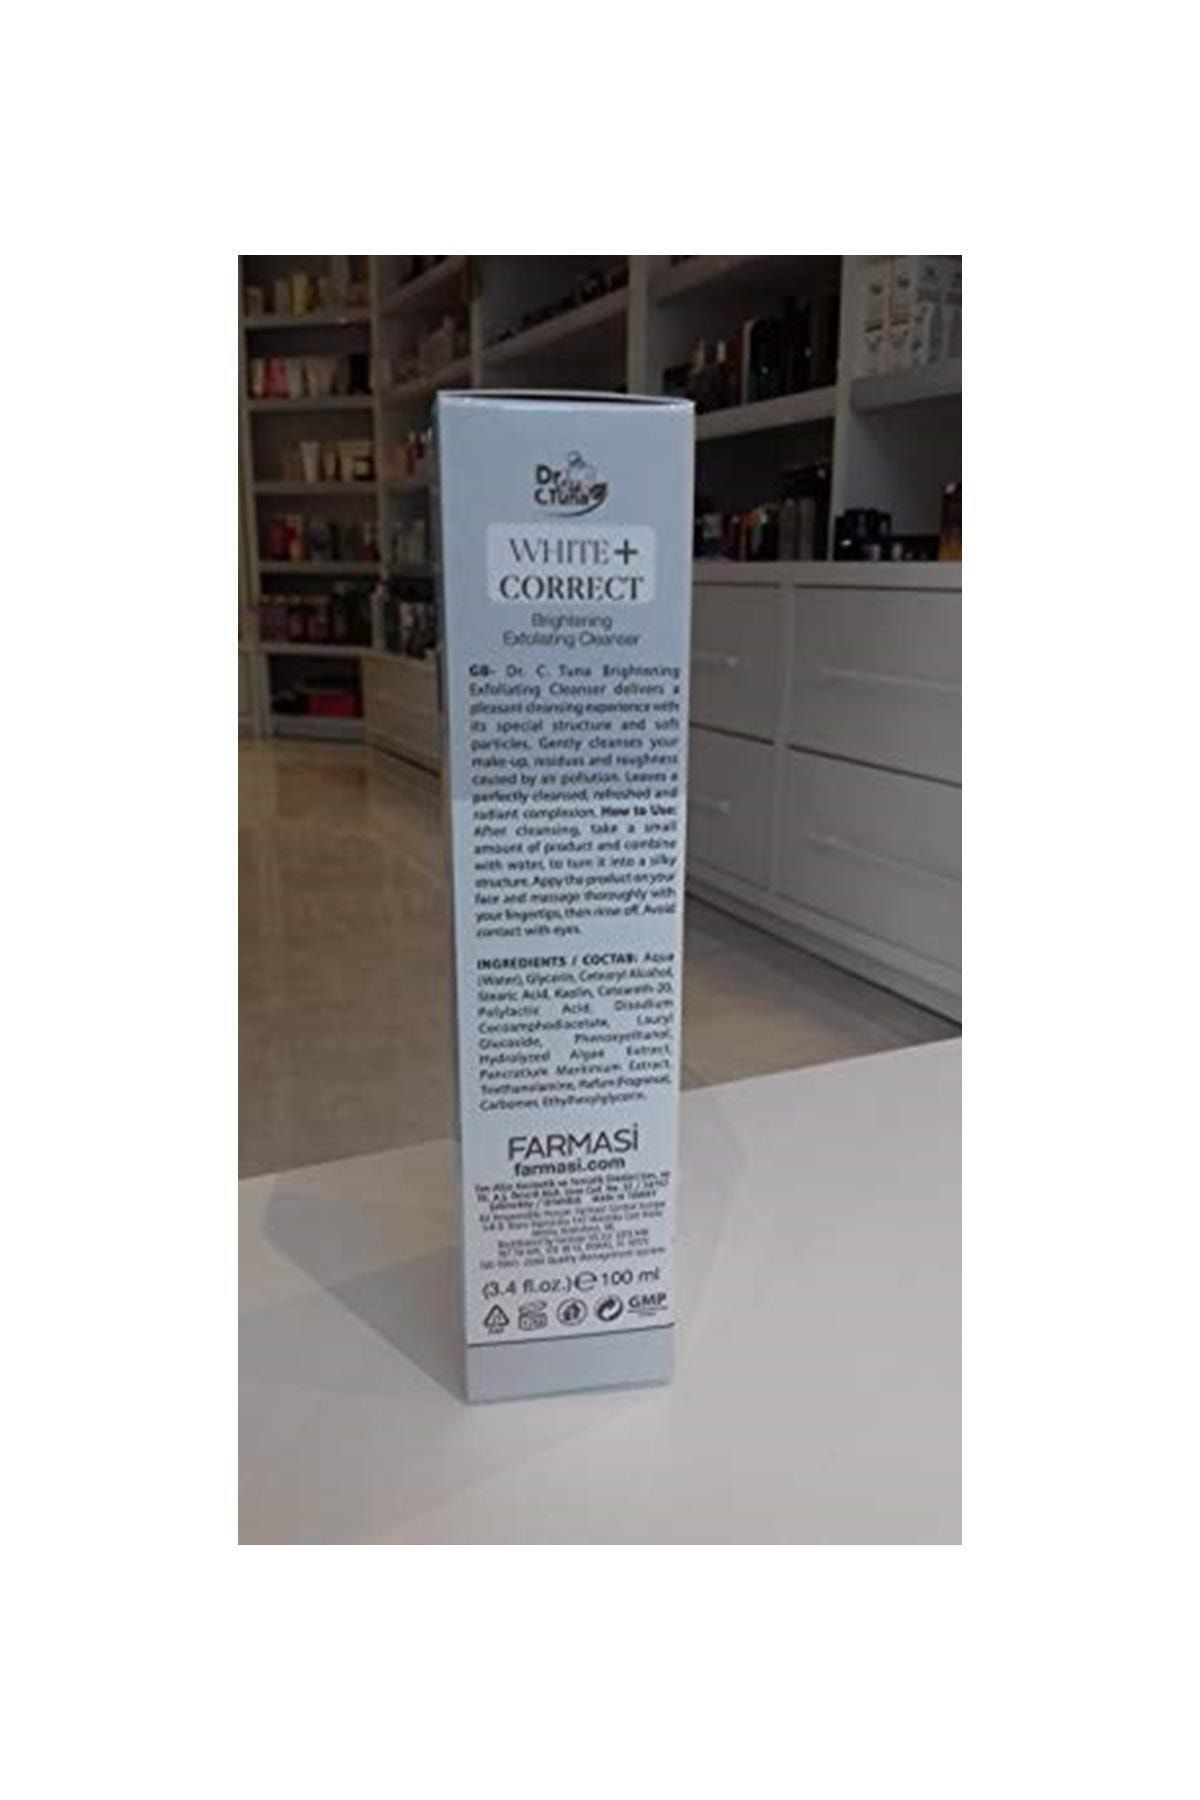 Dr.
C.Tuna
WHITE+
CORRECT
Brightening
Exfoliating Cleanser
GB- Dr. C. Tuna Brightening
Exfoliating Cleanser delivers a
pleasant cleansing experience with
its special structure and soft
particles. Gently cleanses your
make-up, residues and roughness
caused by air pollution. Leaves a
perfectly cleansed, refreshed and
radiant complexion. How to Use:
After cleansing, take a small
amount of product and combine
with water, to turn it into a silky
structure. Appy the product on your
face and massage thoroughly with
your fingertips, then rinse off. Avoid
contact with eyes.
INGREDIENTS / COCTAB: Aqua
(Water), Glycerin, Cetearyl Alcohol,
Stearic Acid, Kaolin, Ceteareth-20,
Polylactic Acid, Disodium
Cocoamphodiacetate, Lauryl
Glucoside, Phenoxyethanol,
Hydrolyzed Algae Extract,
Pancratium Maritimum Extract,
Triethanolamine, Parfum(Fragrance),
Carbomer, Ethylhexylglycerin.
FARMASİ
farmasi.com
(3.4 fl.oz.) ℮ 100 ml
GMP